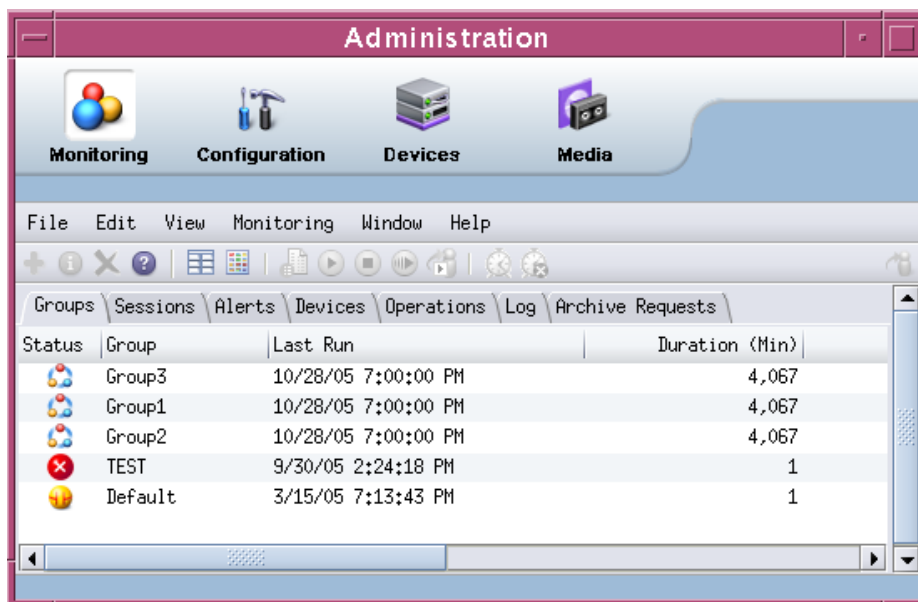 Administration
Monitoring Configuration Devices Media
File Edit View Monitoring Window Help
Groups Sessions Alerts Devices Operations Log Archive Requests
Status Group Last Run Duration (Min)
Group3 10/28/05 7:00:00 PM 4,067
Group1 10/28/05 7:00:00 PM 4,067
Group2 10/28/05 7:00:00 PM 4,067
TEST 9/30/05 2:24:18 PM 1
Default 3/15/05 7:13:43 PM 1